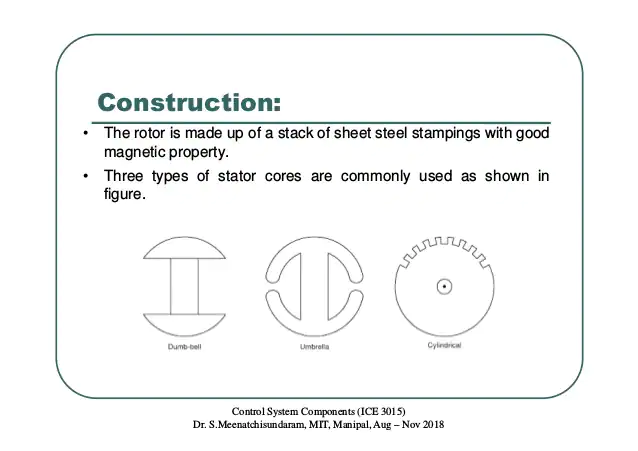 Construction:
• The rotor is made up of a stack of sheet steel stampings with good
magnetic property.
• Three types of stator cores are commonly used as shown in
figure.
Dumb-bell
Umbrella
Cylindrical
Control System Components (ICE 3015)
Dr. S.Meenatchisundaram, MIT, Manipal, Aug – Nov 2018